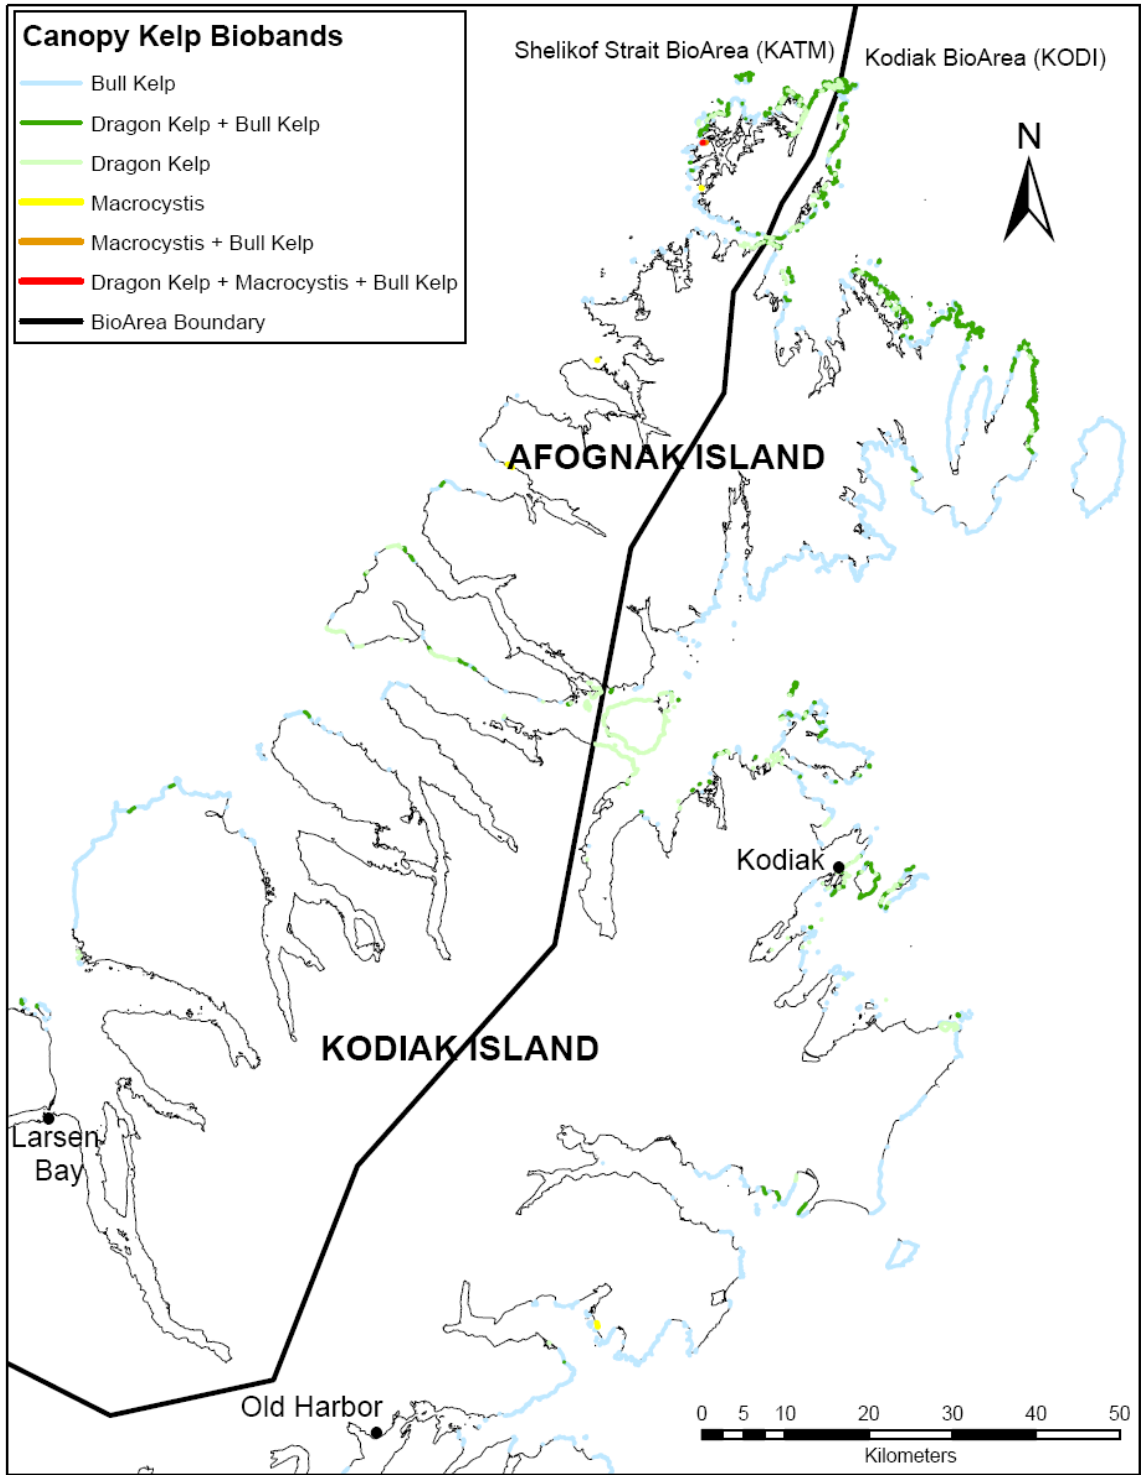 Canopy Kelp Biobands
Bull Kelp
Dragon Kelp + Bull Kelp
Dragon Kelp
Macrocystis
Macrocystis + Bull Kelp
Dragon Kelp + Macrocystis + Bull Kelp
BioArea Boundary
Shelikof Strait BioArea (KATM)
Kodiak BioArea (KODI)
N
AFOGNAK ISLAND
Kodiak
KODIAK ISLAND
Larsen
Bay
Old Harbor
0 5 10 20 30 40 50
Kilometers